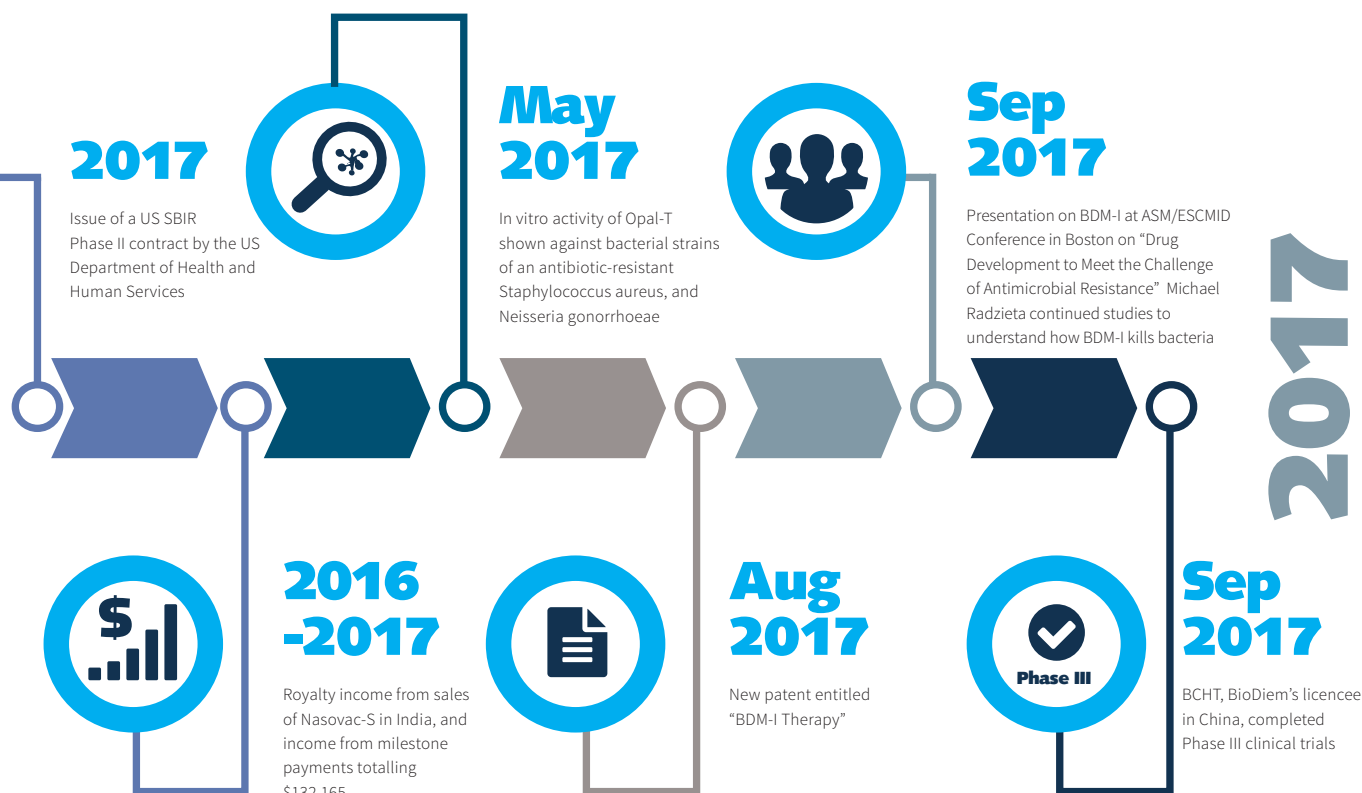 2017
Issue of a US SBIR
Phase II contract by the US
Department of Health and
Human Services
May
2017
In vitro activity of Opal-T
shown against bacterial strains
of an antibiotic-resistant
Staphylococcus aureus, and
Neisseria gonorrhoeae
Sep
2017
Presentation on BDM-I at ASM/ESCMID
Conference in Boston on “Drug
Development to Meet the Challenge
of Antimicrobial Resistance”  Michael
Radzieta continued studies to
understand how BDM-I kills bacteria
2017
$
2016
-2017
Royalty income from sales
of Nasovac-S in India, and
income from milestone
payments totalling
$132,165
Aug
2017
New patent entitled
“BDM-I Therapy”
Phase III
Sep
2017
BCHT, BioDiem’s licencee
in China, completed
Phase III clinical trials